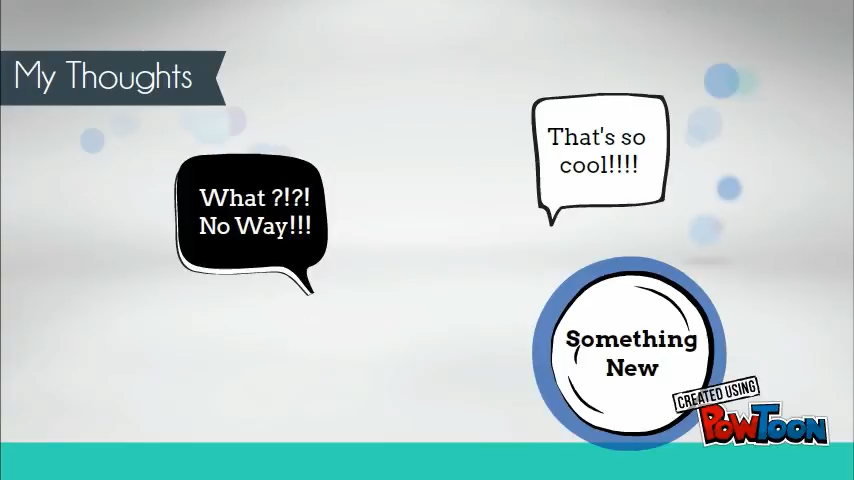 My Thoughts
That's so
cool!!!!
What ?!?!
No Way!!!
Something
New
CREATED USING
POWTOON